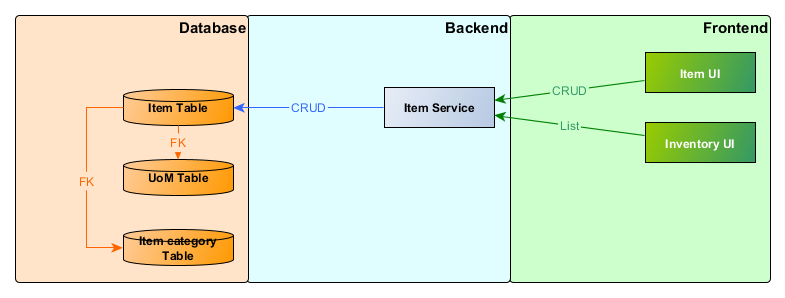 Database
Backend
Frontend
Item UI
CRUD
Item Table
CRUD
Item Service
List
Inventory UI
FK
FK
UoM Table
Item category
Table